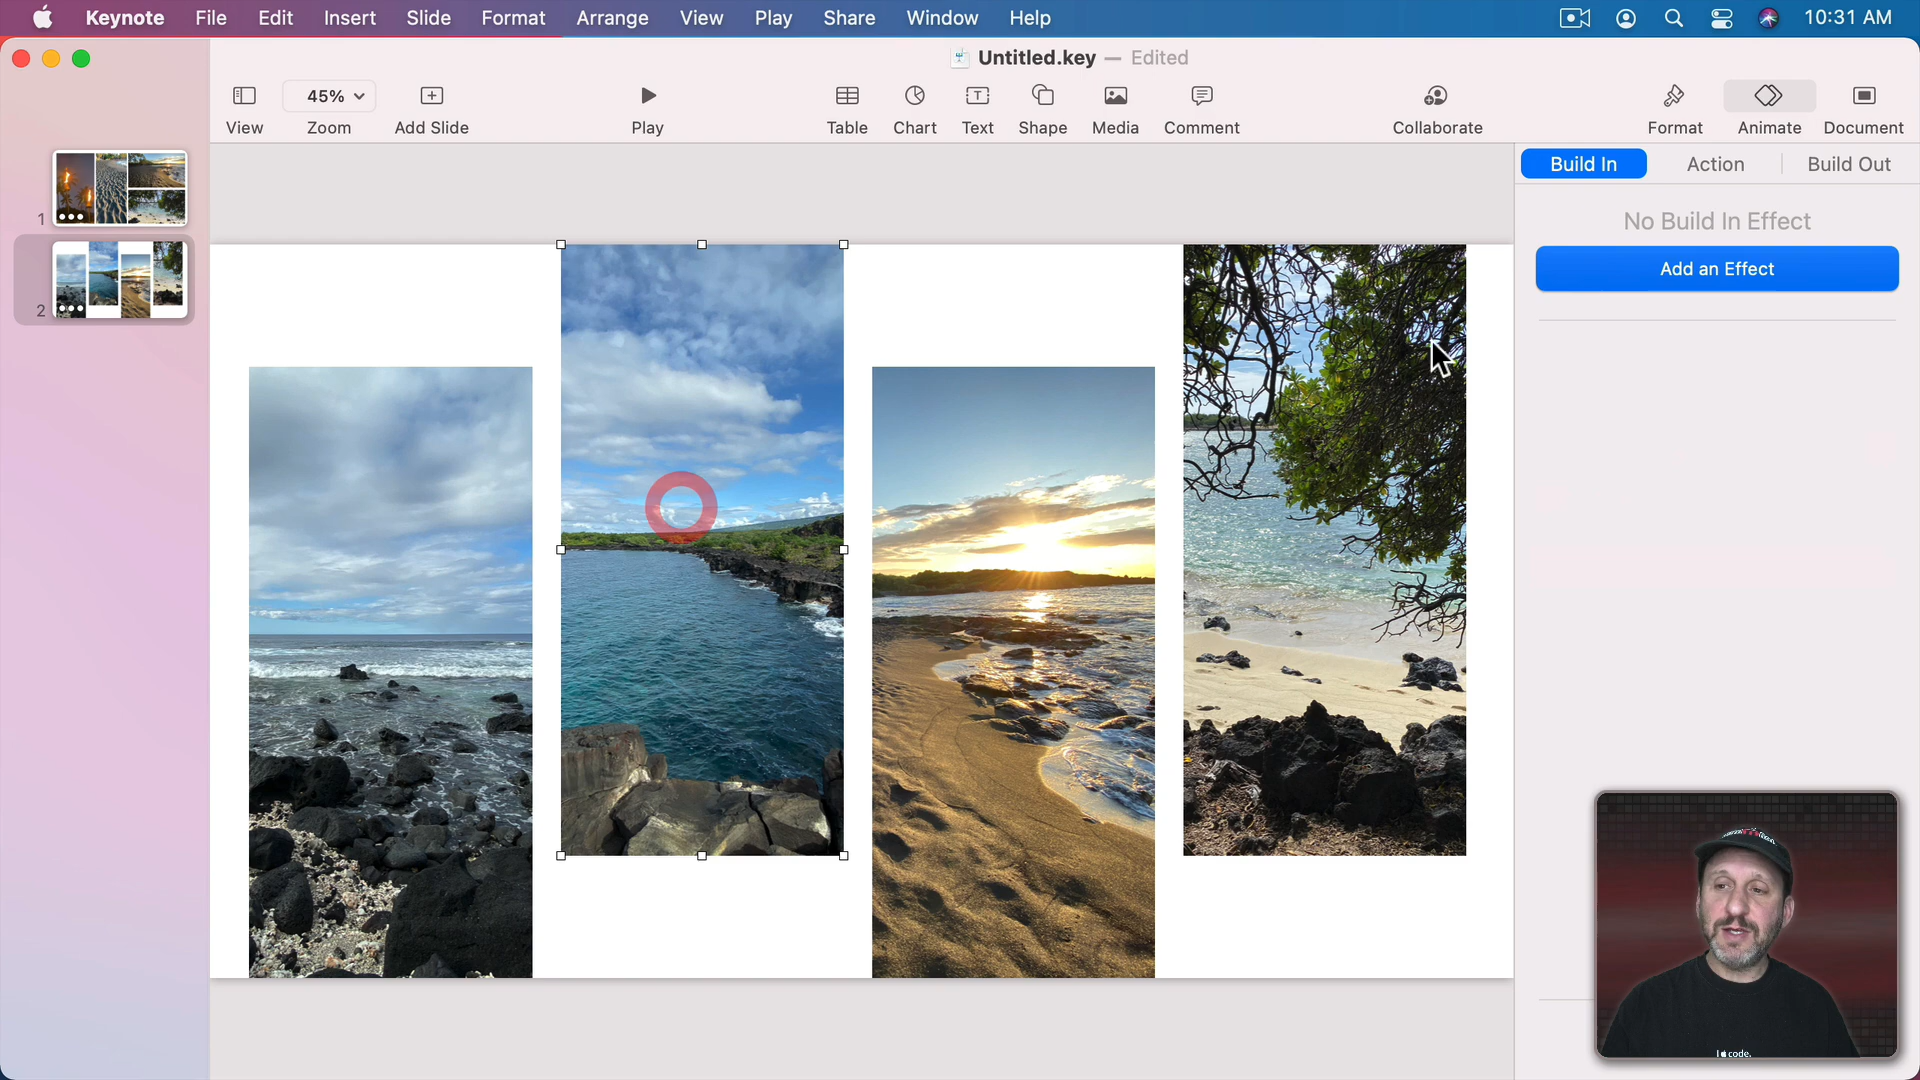 Keynote File Edit Insert Slide Format Arrange View Play Share Window Help 10:31 AM
Untitled.key — Edited
45%
View Zoom Add Slide Play Table Chart Text Shape Media Comment Collaborate Format Animate Document
Build In Action Build Out
No Build In Effect
Add an Effect
1
2
I code.